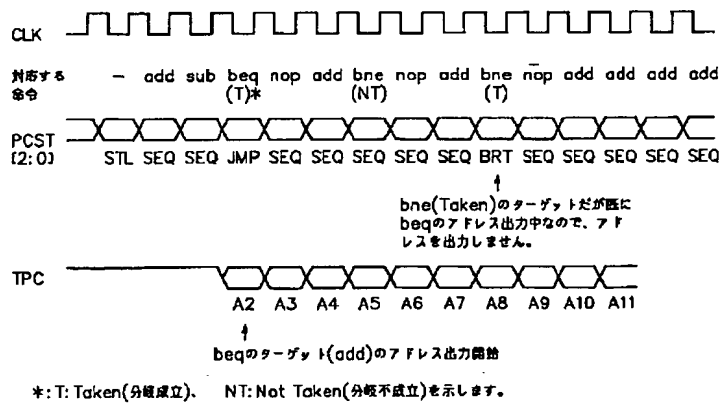 CLK
対応する
命令
— add sub beq nop add bne nop add bne nop add add add add
(T)* (NT) (T)
PCST
[2:0]
STL SEQ SEQ JMP SEQ SEQ SEQ SEQ SEQ BRT SEQ SEQ SEQ SEQ SEQ
bne(Taken)のターゲットだが既に
beqのアドレス出力中なので、アド
レスを出力しません。
TPC
A2 A3 A4 A5 A6 A7 A8 A9 A10 A11
beqのターゲット(add)のアドレス出力開始
*: T: Taken(分岐成立)、 NT: Not Taken(分岐不成立)を示します。